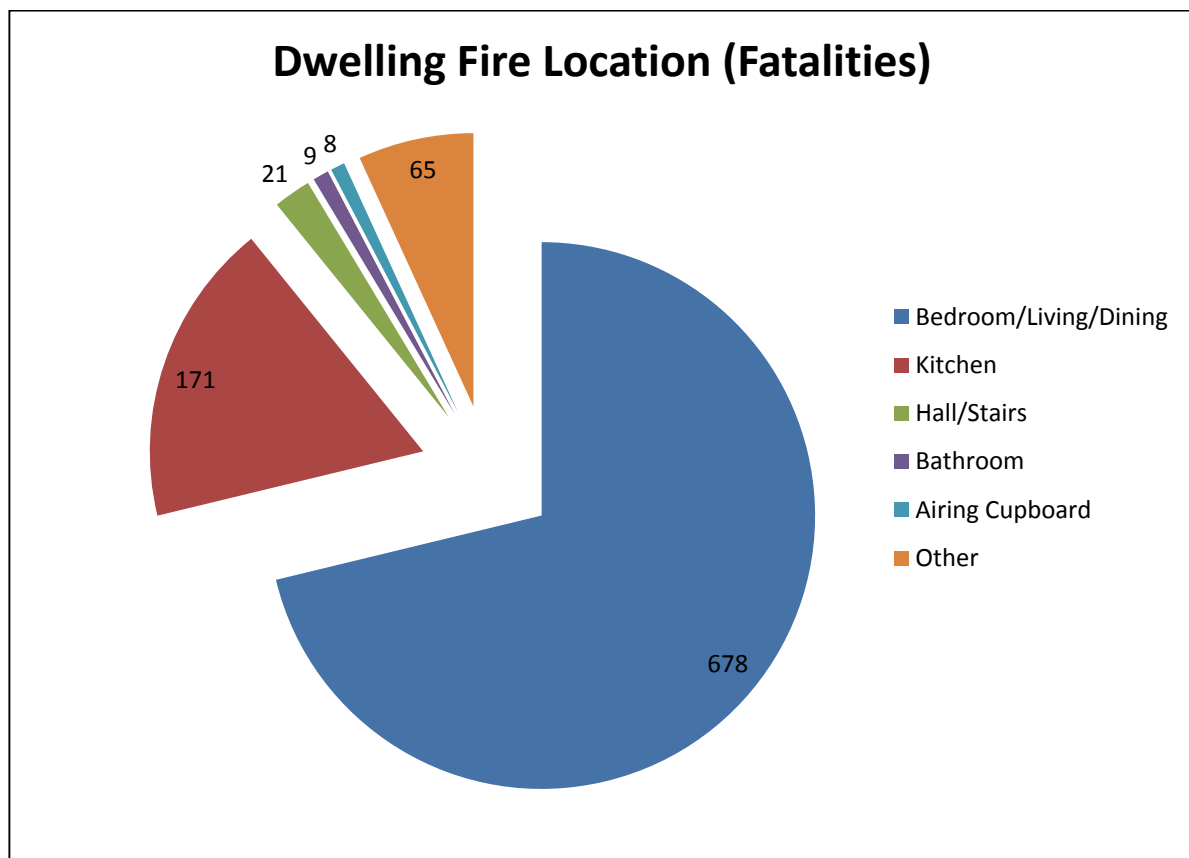 Dwelling Fire Location (Fatalities)
21
9
8
65
171
678
Bedroom/Living/Dining
Kitchen
Hall/Stairs
Bathroom
Airing Cupboard
Other